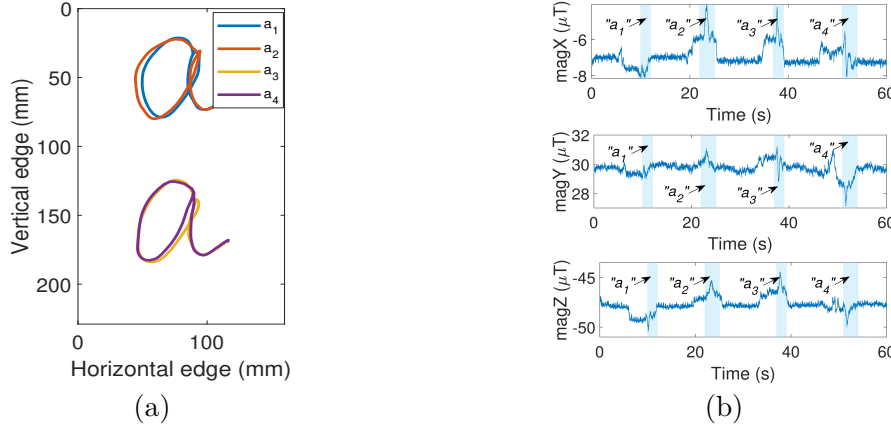 0
50
100
150
200
0
100
Vertical edge (mm)
Horizontal edge (mm)
a1
a2
a3
a4
(a)
magX (μT)
-6
-8
"a1"
"a2"
"a3"
"a4"
0
20
40
60
Time (s)
magY (μT)
32
30
28
"a1"
"a4"
"a2"
"a3"
0
20
40
60
Time (s)
magZ (μT)
-45
-50
"a1"
"a2"
"a3"
"a4"
0
20
40
60
Time (s)
(b)